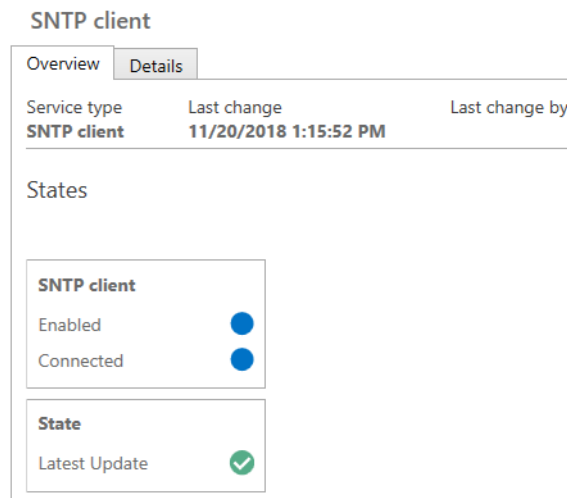 SNTP client
Overview Details
Service type Last change Last change by
SNTP client 11/20/2018 1:15:52 PM
States
SNTP client
Enabled
Connected
State
Latest Update